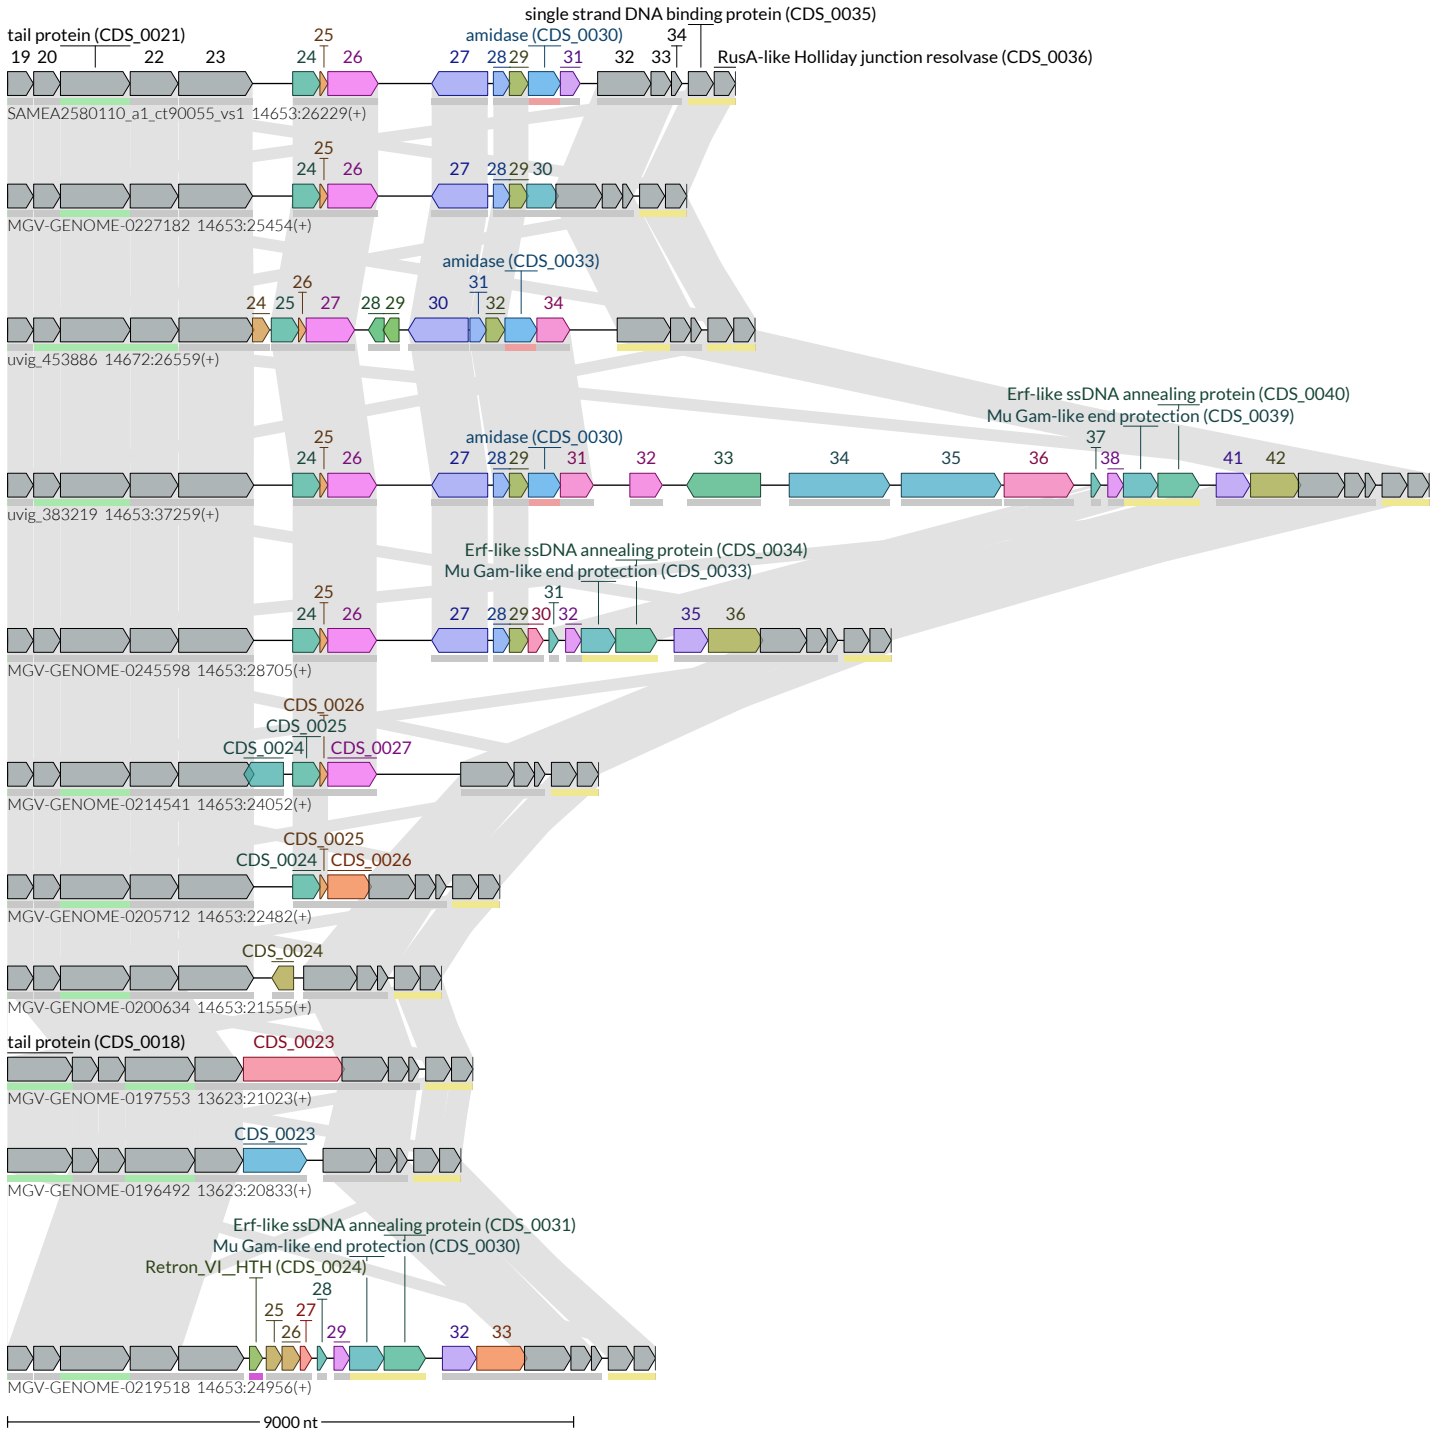 single strand DNA binding protein (CDS_0035)
tail protein (CDS_0021) 25 amidase (CDS_0030) 34
19 20 22 23 24 26 27 28 29 31 32 33 RusA-like Holliday junction resolvase (CDS_0036)
SAMEA2580110_a1_ct90055_vs1 14653:26229(+)
25
24 26 27 28 29 30
MGV-GENOME-0227182 14653:25454(+)
amidase (CDS_0033)
26 31
24 25 27 28 29 30 32 34
uvig_453886 14672:26559(+)
Erf-like ssDNA annealing protein (CDS_0040)
Mu Gam-like end protection (CDS_0039)
25 amidase (CDS_0030) 37
24 26 27 28 29 31 32 33 34 35 36 38 41 42
uvig_383219 14653:37259(+)
Erf-like ssDNA annealing protein (CDS_0034)
Mu Gam-like end protection (CDS_0033)
25 31
24 26 27 28 29 30 32 35 36
MGV-GENOME-0245598 14653:28705(+)
CDS_0026
CDS_0025
CDS_0024 CDS_0027
MGV-GENOME-0214541 14653:24052(+)
CDS_0025
CDS_0024 CDS_0026
MGV-GENOME-0205712 14653:22482(+)
CDS_0024
MGV-GENOME-0200634 14653:21555(+)
tail protein (CDS_0018) CDS_0023
MGV-GENOME-0197553 13623:21023(+)
CDS_0023
MGV-GENOME-0196492 13623:20833(+)
Erf-like ssDNA annealing protein (CDS_0031)
Mu Gam-like end protection (CDS_0030)
Retron_VI__HTH (CDS_0024)
28
25 27
26 29 32 33
MGV-GENOME-0219518 14653:24956(+)
9000 nt